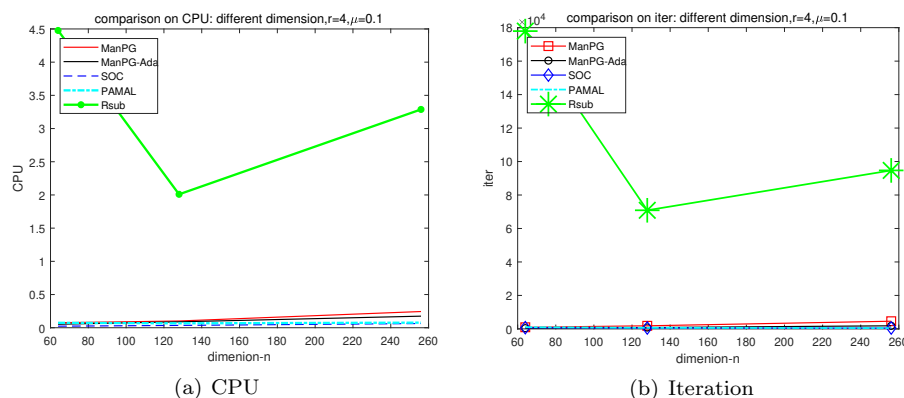 comparison on CPU: different dimension,r=4,μ=0.1
4.5
4
3.5
3
2.5
2
1.5
1
0.5
0
CPU
ManPG
ManPG-Ada
SOC
PAMAL
Rsub
60 80 100 120 140 160 180 200 220 240 260
dimenion-n
(a) CPU
comparison on iter: different dimension,r=4,μ=0.1
×10⁴
18
16
14
12
10
8
6
4
2
0
iter
ManPG
ManPG-Ada
SOC
PAMAL
Rsub
60 80 100 120 140 160 180 200 220 240 260
dimenion-n
(b) Iteration